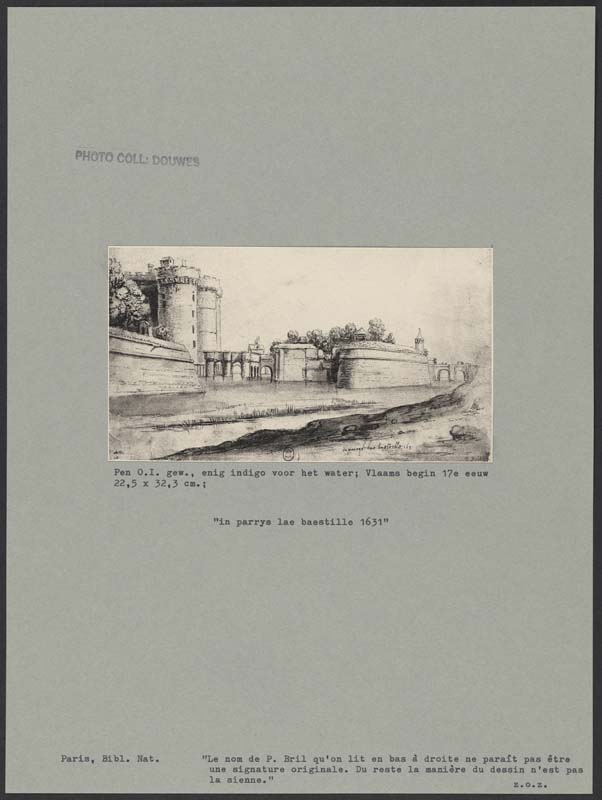 PHOTO COLL: DOUWES
Pen O.I. gew., enig indigo voor het water; Vlaams begin 17e eeuw
22,5 x 32,3 cm.;
"in parrys lae baestille 1631"
Paris, Bibl. Nat.
"Le nom de P. Bril qu'on lit en bas à droite ne paraît pas être
une signature originale. Du reste la manière du dessin n'est pas
la sienne."
z.o.z.